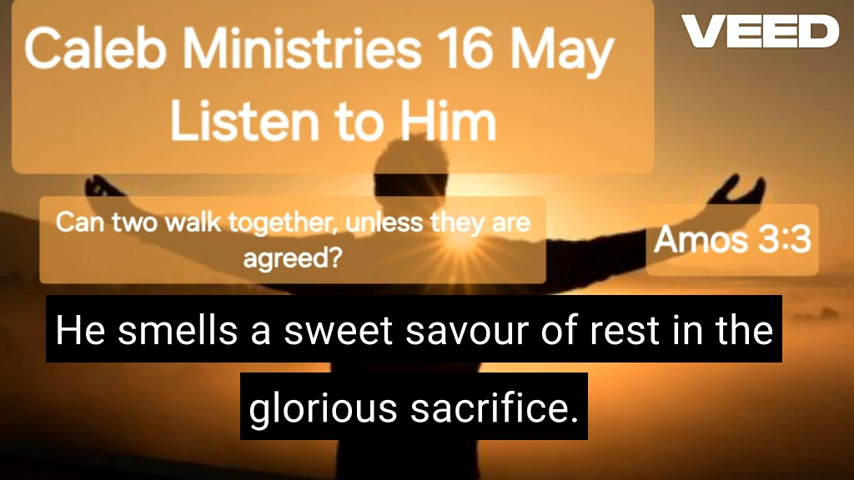 VEED
Caleb Ministries 16 May
Listen to Him
Can two walk together, unless they are
agreed?
Amos 3:3
He smells a sweet savour of rest in the
glorious sacrifice.